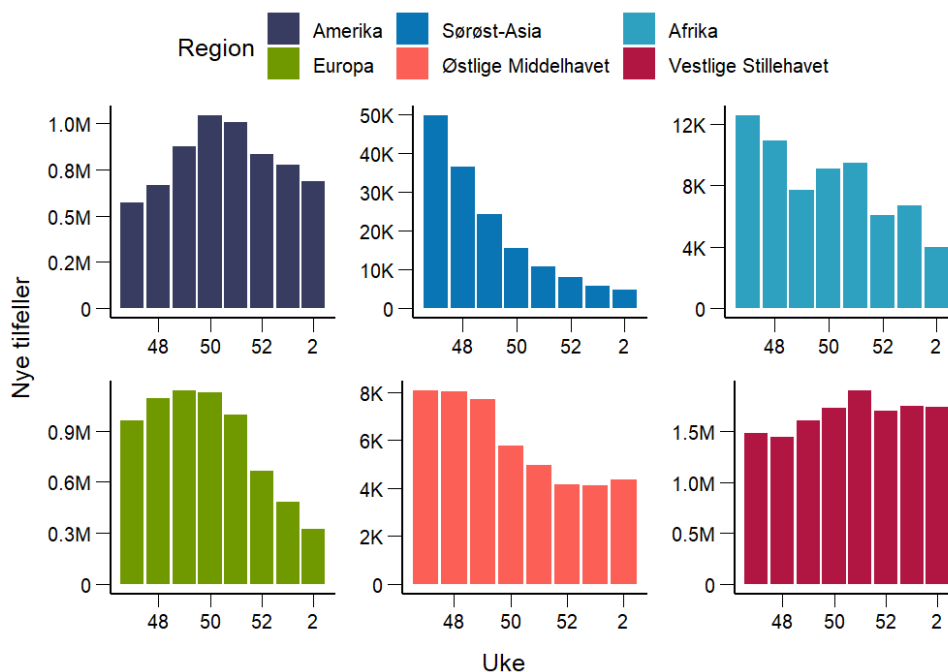 Region
Amerika Sørøst-Asia Afrika
Europa Østlige Middelhavet Vestlige Stillehavet
Nye tilfeller
1.0M
0.8M
0.5M
0.2M
0
48 50 52 2
50K
40K
30K
20K
10K
0
48 50 52 2
12K
8K
4K
0
48 50 52 2
0.9M
0.6M
0.3M
0
48 50 52 2
8K
6K
4K
2K
0
48 50 52 2
1.5M
1.0M
0.5M
0
48 50 52 2
Uke